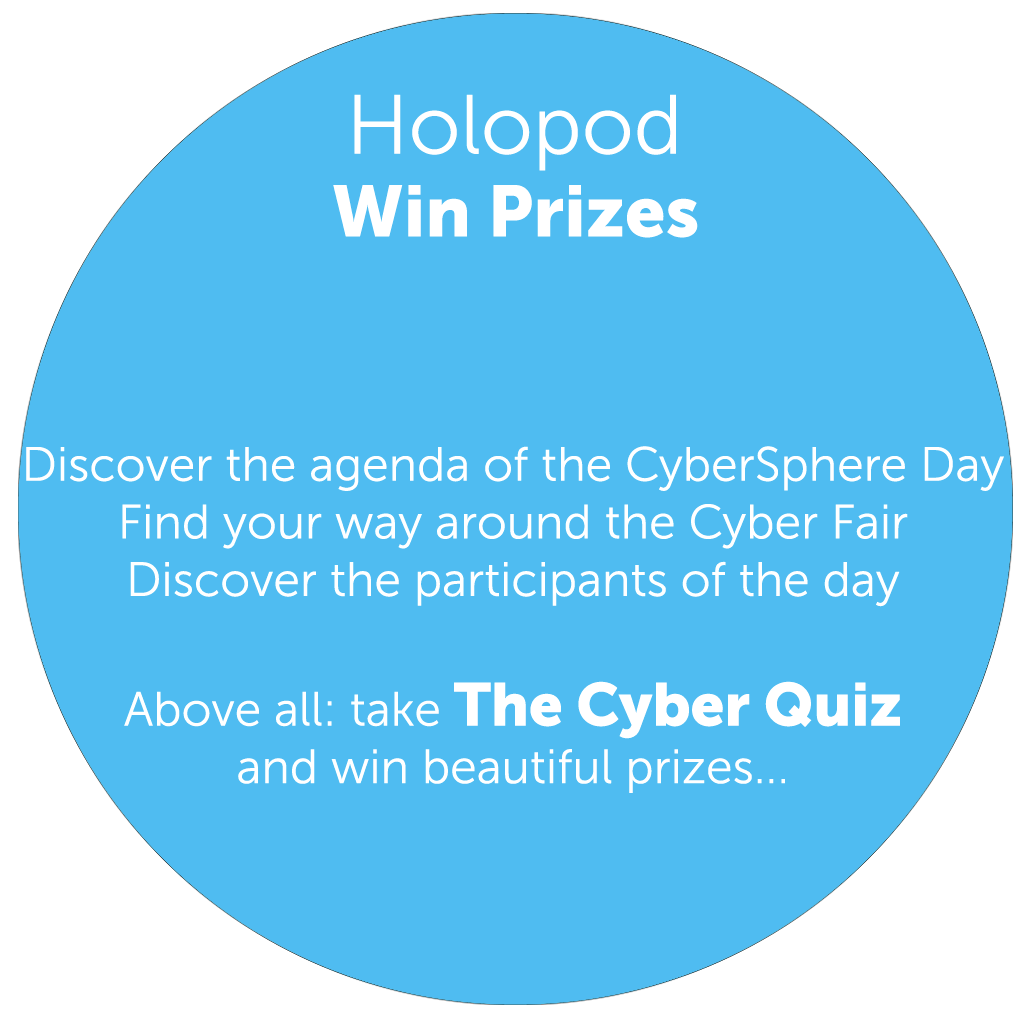 Holopod
Win Prizes
Discover the agenda of the CyberSphere Day
Find your way around the Cyber Fair
Discover the participants of the day
Above all: take The Cyber Quiz
and win beautiful prizes...